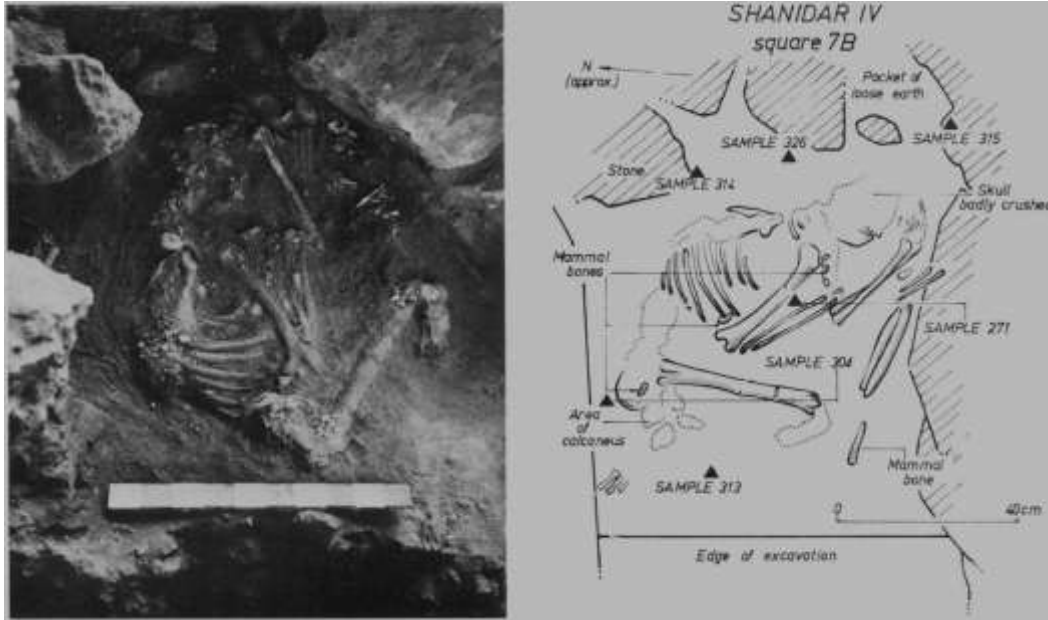 SHANIDAR IV
square 7B
N
(approx.)
Pocket of
loose earth
SAMPLE 326
SAMPLE 315
Stone
SAMPLE 314
Skull
badly crushed
Mammal
bones
SAMPLE 271
SAMPLE 304
Area
of
calcaneus
Mammal
bone
SAMPLE 313
0
40cm
Edge of excavation